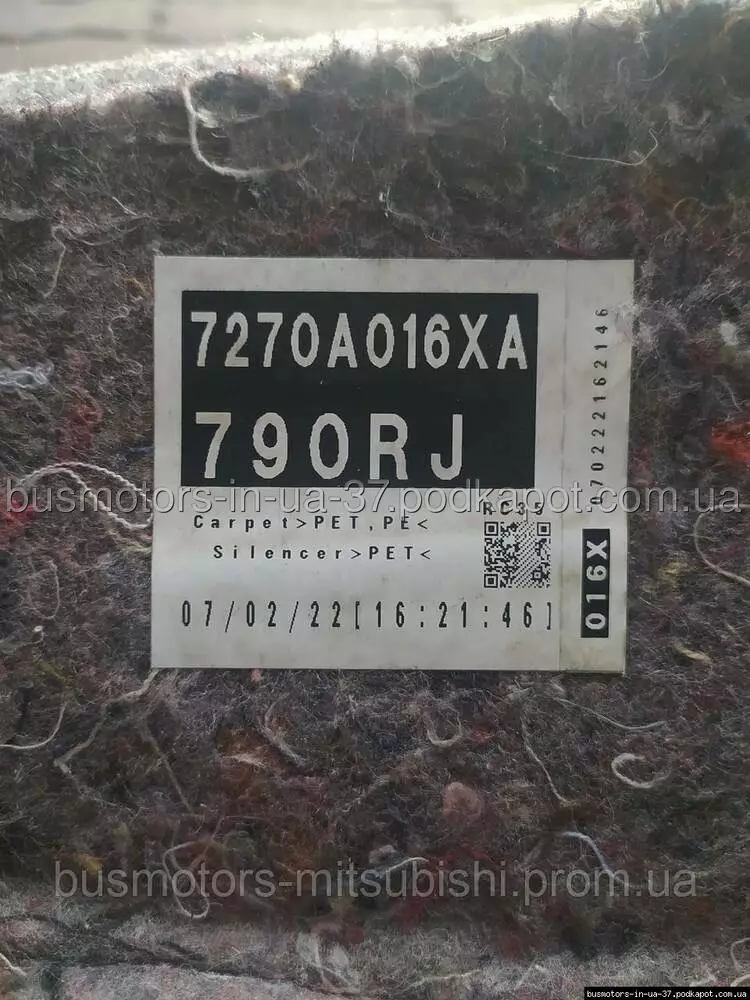 7270A016XA
790RJ
RC35
Carpet>PET,PE<
Silencer>PET<
07/02/22[16:21:46]
070222162146
016X
busmotors-in-ua-37.podkapot.com.ua
busmotors-mitsubishi.prom.ua
busmotors-in-ua-37.podkapot.com.ua